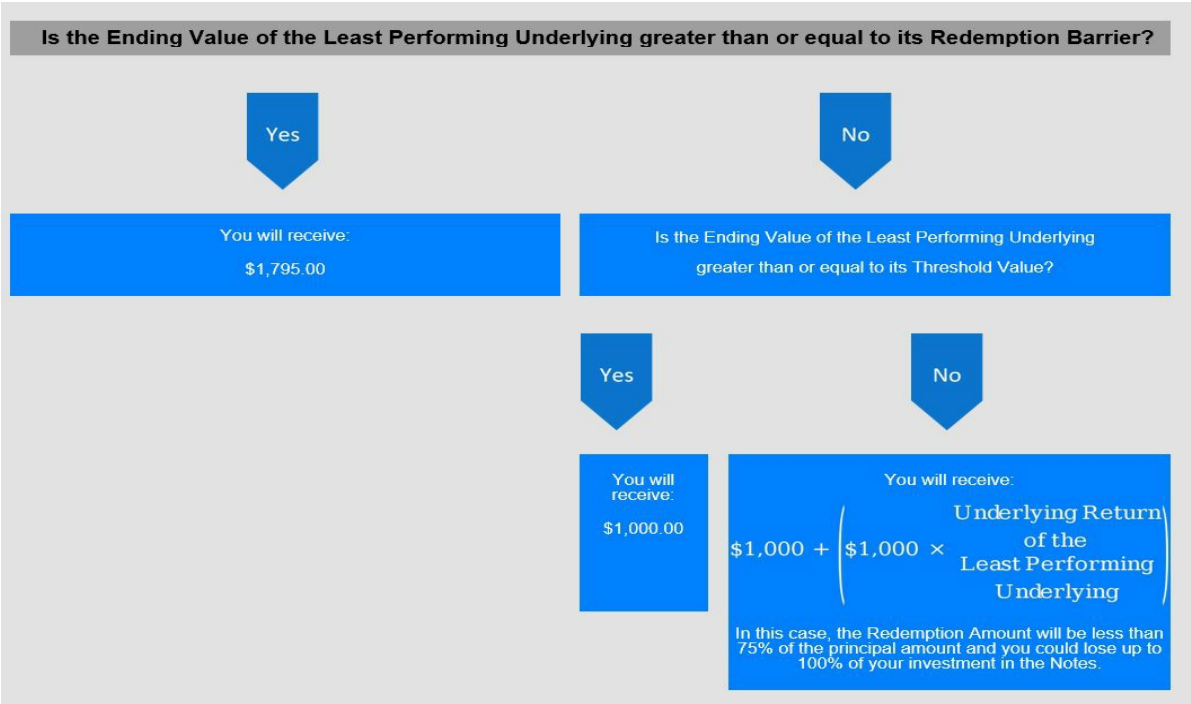 Is the Ending Value of the Least Performing Underlying greater than or equal to its Redemption Barrier?
Yes
No
You will receive:
$1,795.00
Is the Ending Value of the Least Performing Underlying
greater than or equal to its Threshold Value?
Yes
No
You will
receive:
$1,000.00
You will receive:
$1,000 + ($1,000 × Underlying Return
of the
Least Performing
Underlying)
In this case, the Redemption Amount will be less than
75% of the principal amount and you could lose up to
100% of your investment in the Notes.